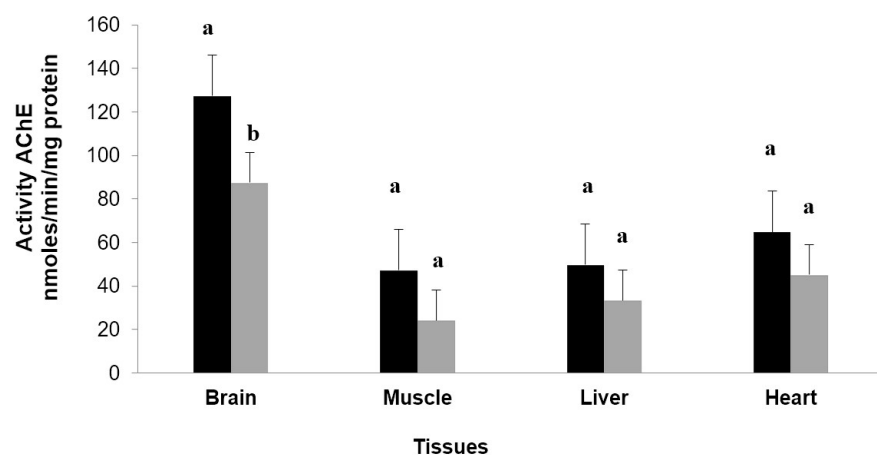 Activity AChE
nmoles/min/mg protein
160
140
120
100
80
60
40
20
0
a
b
a
a
a
a
a
a
Brain
Muscle
Liver
Heart
Tissues